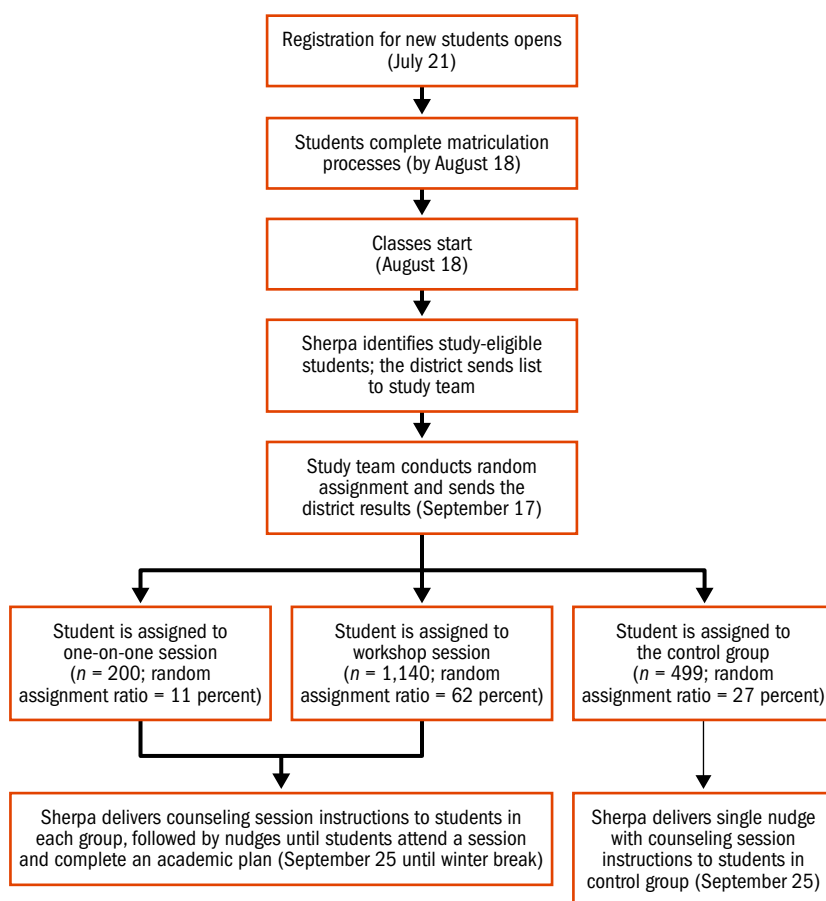 Registration for new students opens
(July 21)
Students complete matriculation
processes (by August 18)
Classes start
(August 18)
Sherpa identifies study-eligible
students; the district sends list
to study team
Study team conducts random
assignment and sends the
district results (September 17)
Student is assigned to
one-on-one session
(n = 200; random
assignment ratio = 11 percent)
Student is assigned to
workshop session
(n = 1,140; random
assignment ratio = 62 percent)
Student is assigned to
the control group
(n = 499; random
assignment ratio = 27 percent)
Sherpa delivers counseling session instructions to students in
each group, followed by nudges until students attend a session
and complete an academic plan (September 25 until winter break)
Sherpa delivers single nudge
with counseling session
instructions to students in
control group (September 25)